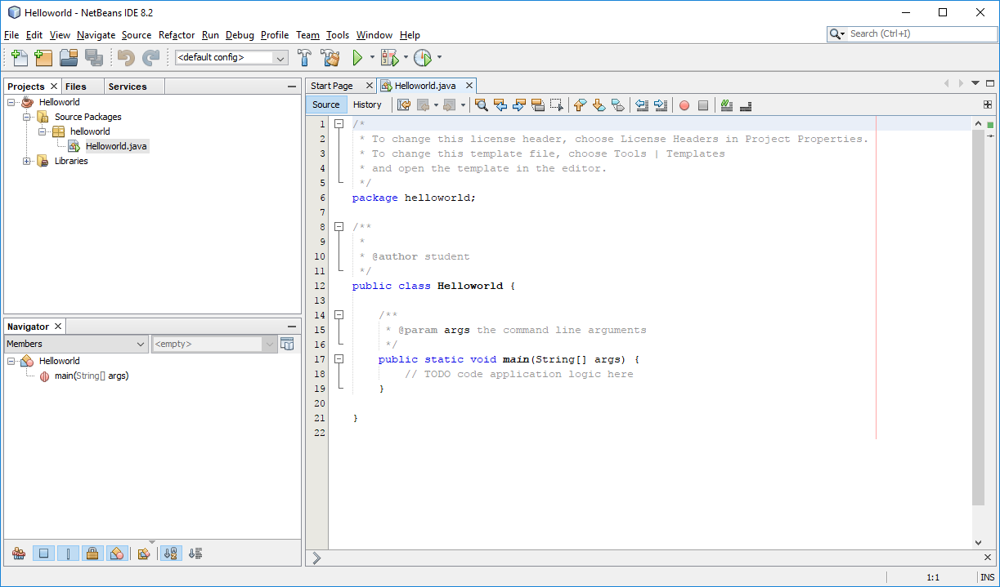 Helloworld - NetBeans IDE 8.2
File Edit View Navigate Source Refactor Run Debug Profile Team Tools Window Help
Search (Ctrl+I)
<default config>
Projects Files Services
Helloworld
Source Packages
helloworld
Helloworld.java
Libraries
Navigator
Members <empty>
Helloworld
main(String[] args)
Start Page Helloworld.java
Source History
1 /*
2  * To change this license header, choose License Headers in Project Properties.
3  * To change this template file, choose Tools | Templates
4  * and open the template in the editor.
5  */
6 package helloworld;
7
8 /**
9  *
10  * @author student
11  */
12 public class Helloworld {
13
14     /**
15      * @param args the command line arguments
16      */
17     public static void main(String[] args) {
18         // TODO code application logic here
19     }
20
21 }
22
1:1 INS